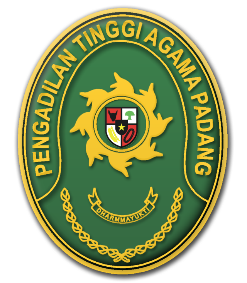 PENGADILAN TINGGI AGAMA PADANG
DHARMMAYUKTI